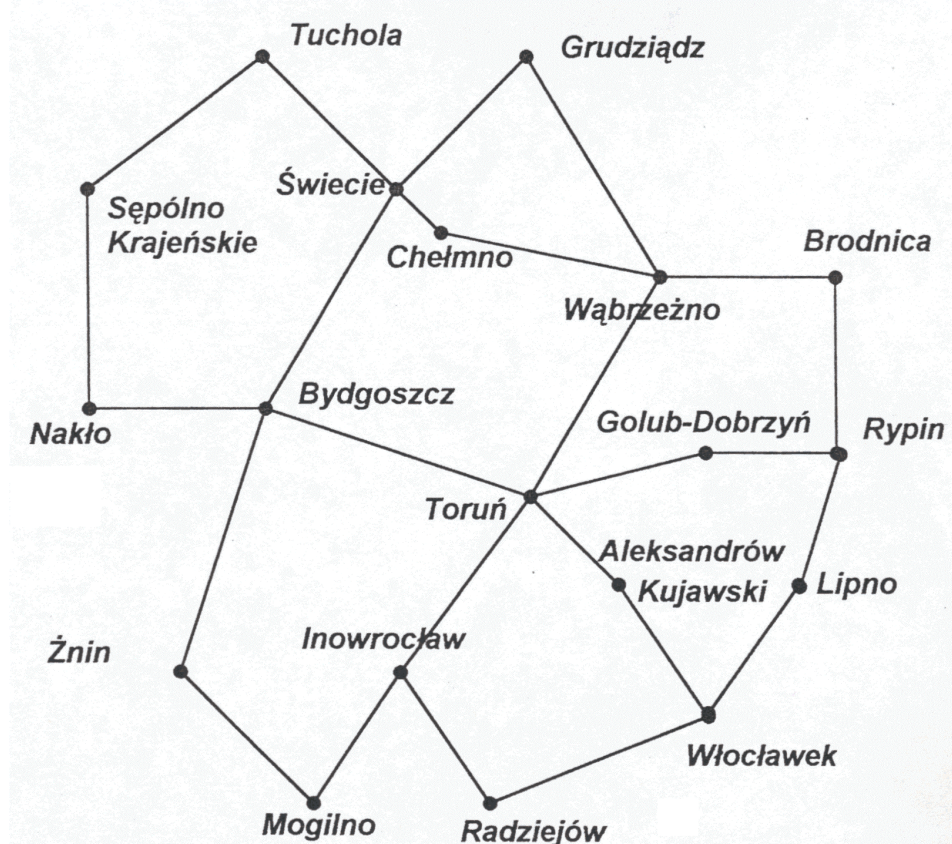 Tuchola
Grudziądz
Świecie
Sępólno
Krajeńskie
Chełmno
Brodnica
Wąbrzeżno
Bydgoszcz
Nakło
Golub-Dobrzyń
Rypin
Toruń
Aleksandrów
Kujawski
Lipno
Inowrocław
Żnin
Włocławek
Mogilno
Radziejów